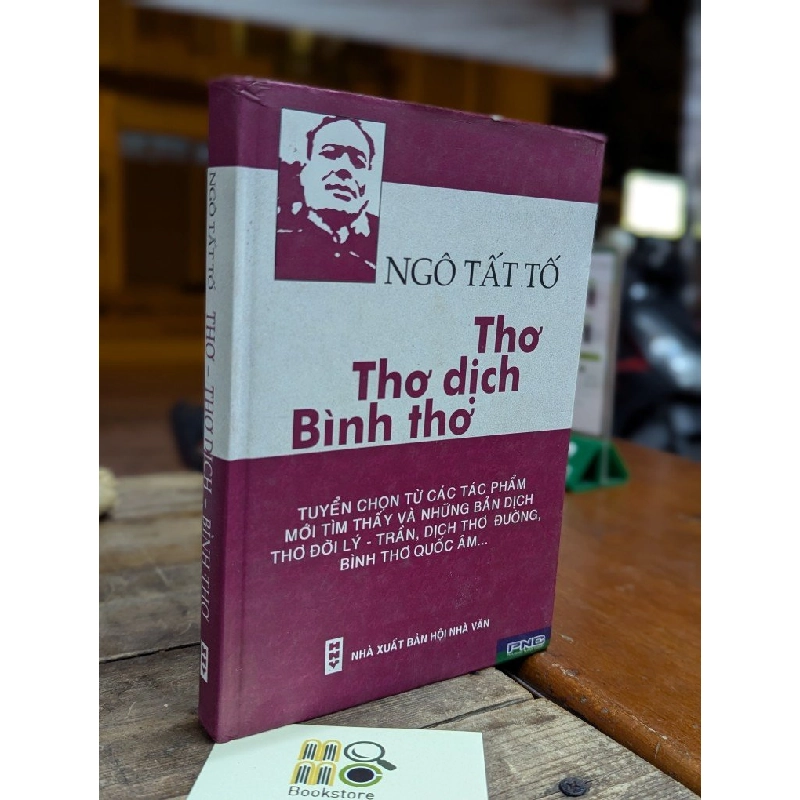 NGÔ TẤT TỐ
Thơ
Thơ dịch
Bình thơ
TUYỂN CHỌN TỪ CÁC TÁC PHẨM
MỚI TÌM THẤY VÀ NHỮNG BẢN DỊCH
THƠ ĐỜI LÝ - TRẦN, DỊCH THƠ ĐƯỜNG,
BÌNH THƠ QUỐC ÂM...
HNV NHÀ XUẤT BẢN HỘI NHÀ VĂN
PNC
NGÔ TẤT TỐ THƠ - THƠ DỊCH - BÌNH THƠ
Bookstore